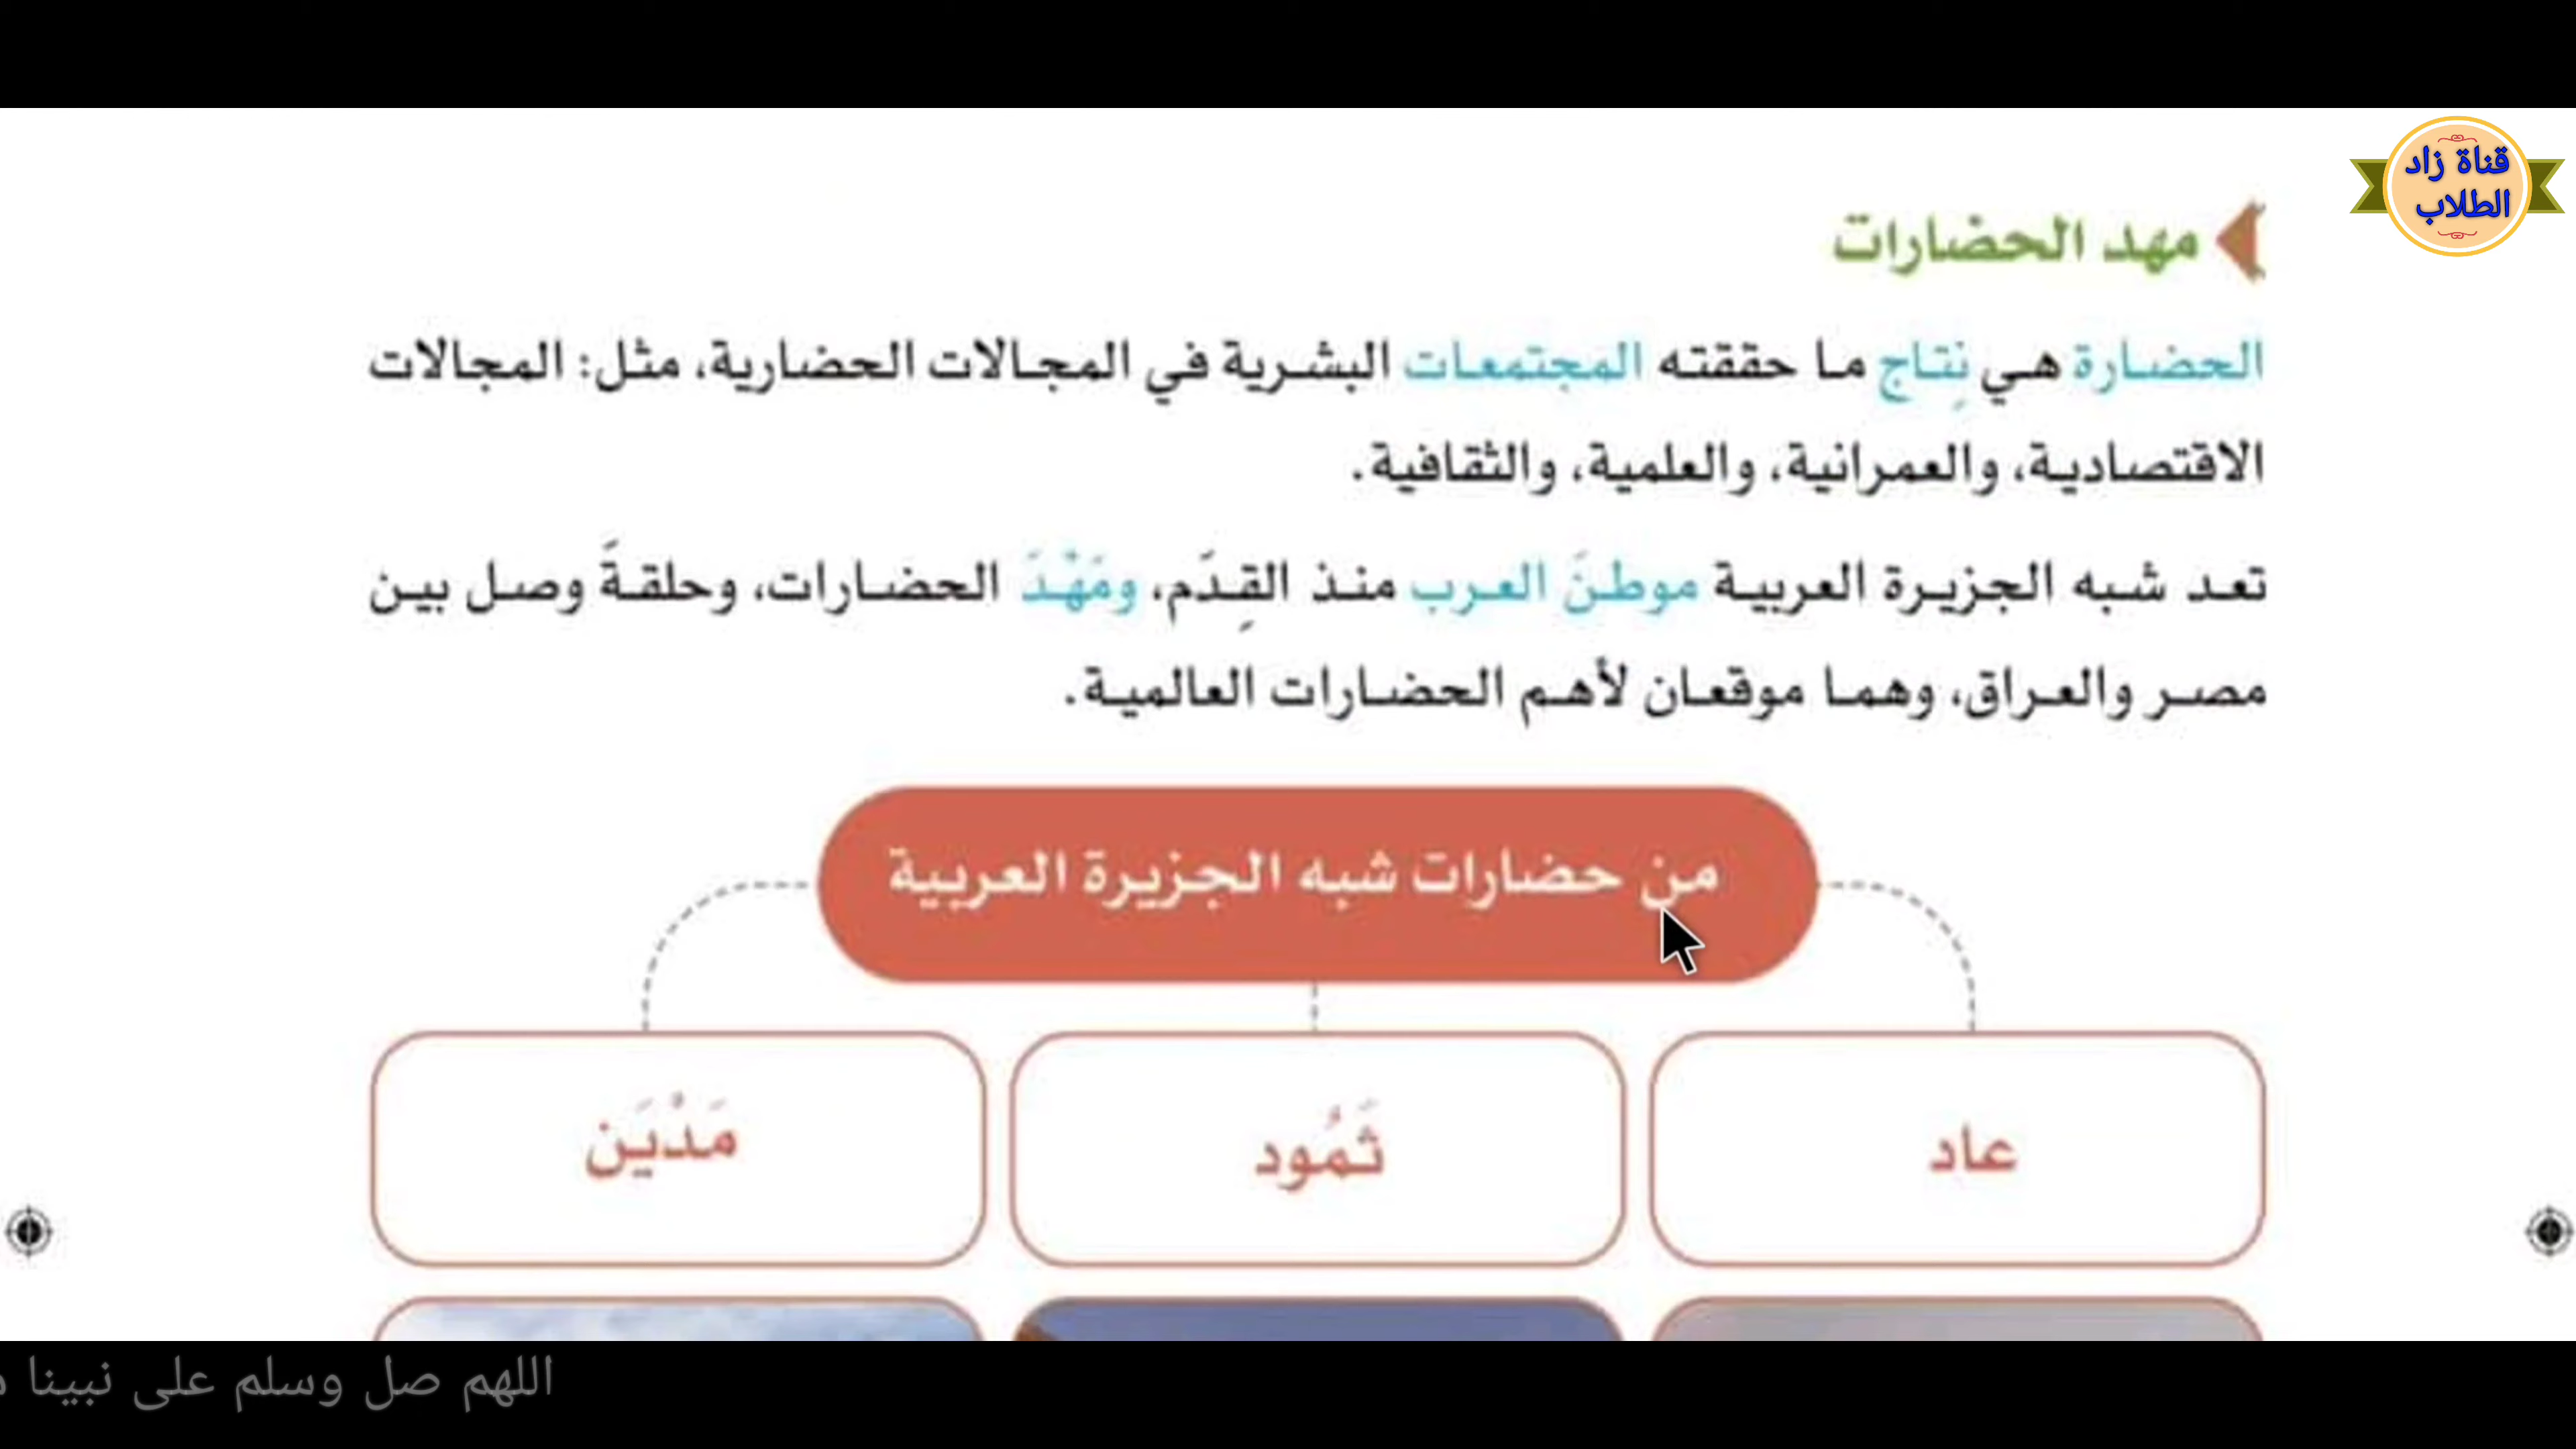 قناة زاد
الطلاب
مهد الحضارات
الحضارة هي نِتاج ما حققته المجتمعات البشرية في المجالات الحضارية، مثل: المجالات
الاقتصادية، والعمرانية، والعلمية، والثقافية.
تعد شبه الجزيرة العربية موطنَ العرب منذ القِدَم، ومَهْدَ الحضارات، وحلقةَ وصل بين
مصر والعراق، وهما موقعان لأهم الحضارات العالمية.
من حضارات شبه الجزيرة العربية
عاد
ثَمُود
مَدْيَن
اللهم صل وسلم على نبينا